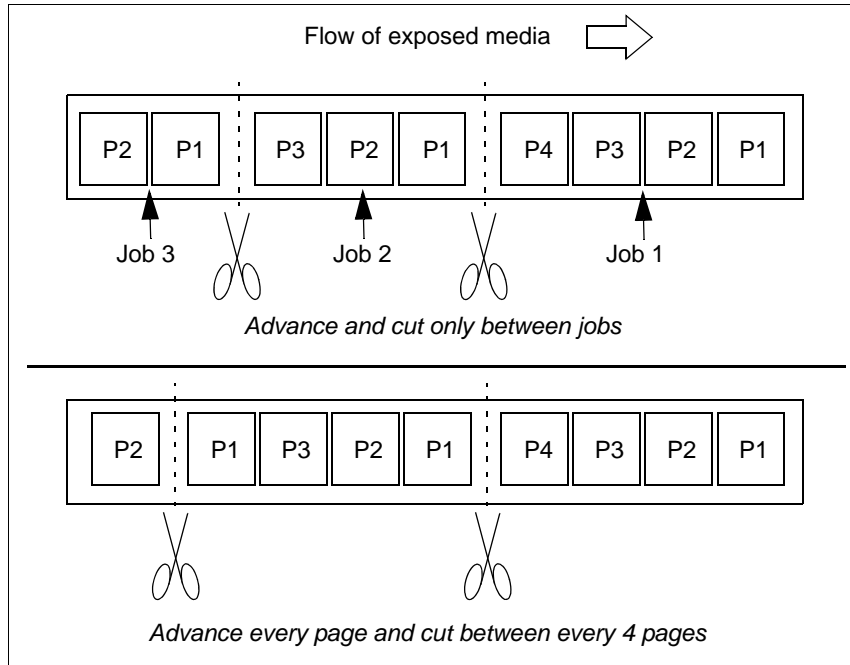 Flow of exposed media
P2 P1 P3 P2 P1 P4 P3 P2 P1
Job 3 Job 2 Job 1
Advance and cut only between jobs
P2 P1 P3 P2 P1 P4 P3 P2 P1
Advance every page and cut between every 4 pages